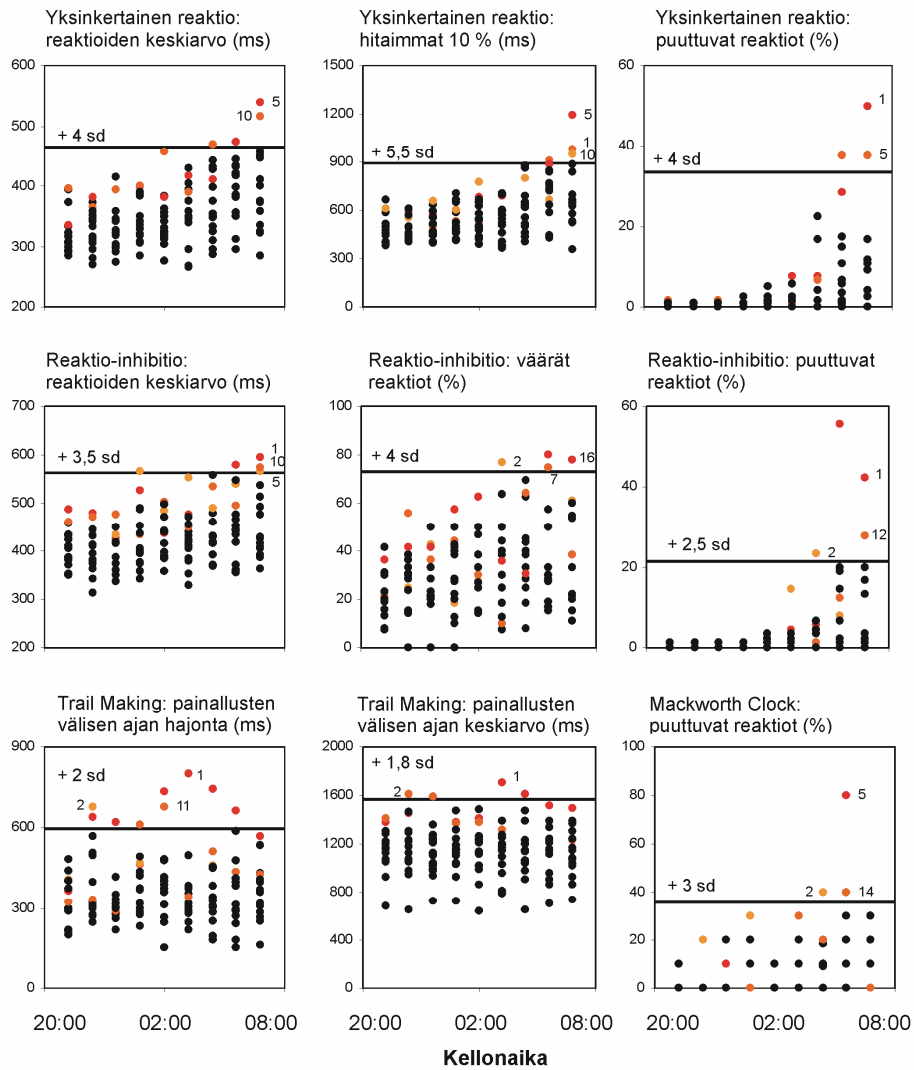 Yksinkertainen reaktio:
reaktioiden keskiarvo (ms)
600
500
400
300
200
+ 4 sd
5
10
Yksinkertainen reaktio:
hitaimmat 10 % (ms)
1500
1200
900
600
300
0
+ 5,5 sd
5
1
10
Yksinkertainen reaktio:
puuttuvat reaktiot (%)
60
40
20
0
+ 4 sd
1
5
Reaktio-inhibitio:
reaktioiden keskiarvo (ms)
700
600
500
400
300
200
+ 3,5 sd
1
10
5
Reaktio-inhibitio: väärät
reaktiot (%)
100
80
60
40
20
0
+ 4 sd
2
16
7
Reaktio-inhibitio: puuttuvat
reaktiot (%)
60
40
20
0
+ 2,5 sd
1
12
2
Trail Making: painallusten
välisen ajan hajonta (ms)
900
600
300
0
+ 2 sd
2
1
11
Trail Making: painallusten
välisen ajan keskiarvo (ms)
2000
1600
1200
800
400
0
+ 1,8 sd
2
1
Mackworth Clock:
puuttuvat reaktiot (%)
100
80
60
40
20
0
+ 3 sd
5
2
14
20:00 02:00 08:00
20:00 02:00 08:00
20:00 02:00 08:00
Kellonaika